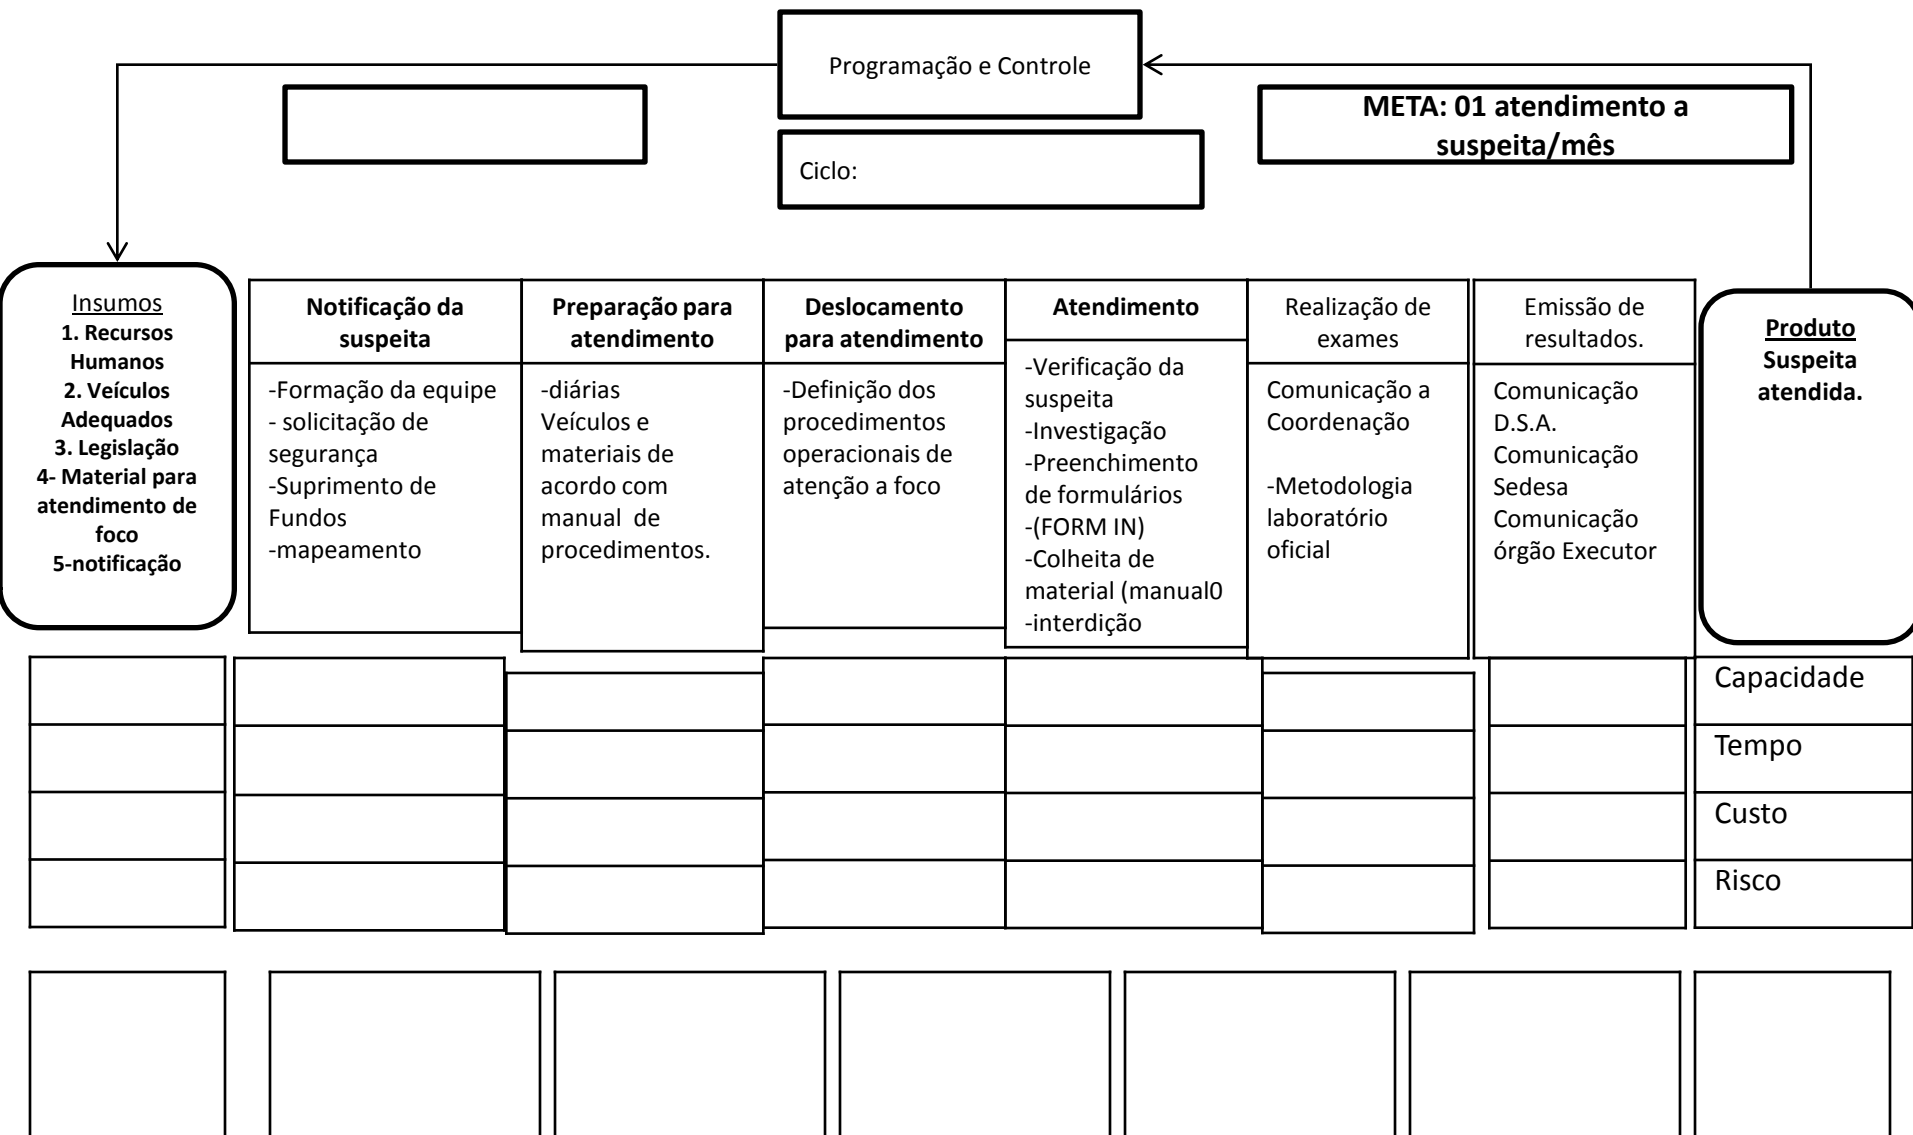 Programação e Controle
META: 01 atendimento a
suspeita/mês
Ciclo:
Insumos
1. Recursos
Humanos
2. Veículos
Adequados
3. Legislação
4- Material para
atendimento de
foco
5-notificação
Notificação da
suspeita
-Formação da equipe
- solicitação de
segurança
-Suprimento de
Fundos
-mapeamento
Preparação para
atendimento
-diárias
Veículos e
materiais de
acordo com
manual de
procedimentos.
Deslocamento
para atendimento
-Definição dos
procedimentos
operacionais de
atenção a foco
Atendimento
-Verificação da
suspeita
-Investigação
-Preenchimento
de formulários
-(FORM IN)
-Colheita de
material (manual0
-interdição
Realização de
exames
Comunicação a
Coordenação
-Metodologia
laboratório
oficial
Emissão de
resultados.
Comunicação
D.S.A.
Comunicação
Sedesa
Comunicação
órgão Executor
Produto
Suspeita
atendida.
Capacidade
Tempo
Custo
Risco